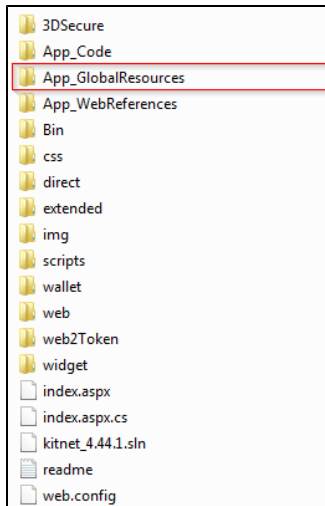 3DSecure
App_Code
App_GlobalResources
App_WebReferences
Bin
css
direct
extended
img
scripts
wallet
web
web2Token
widget
index.aspx
index.aspx.cs
kitnet_4.44.1.sln
readme
web.config